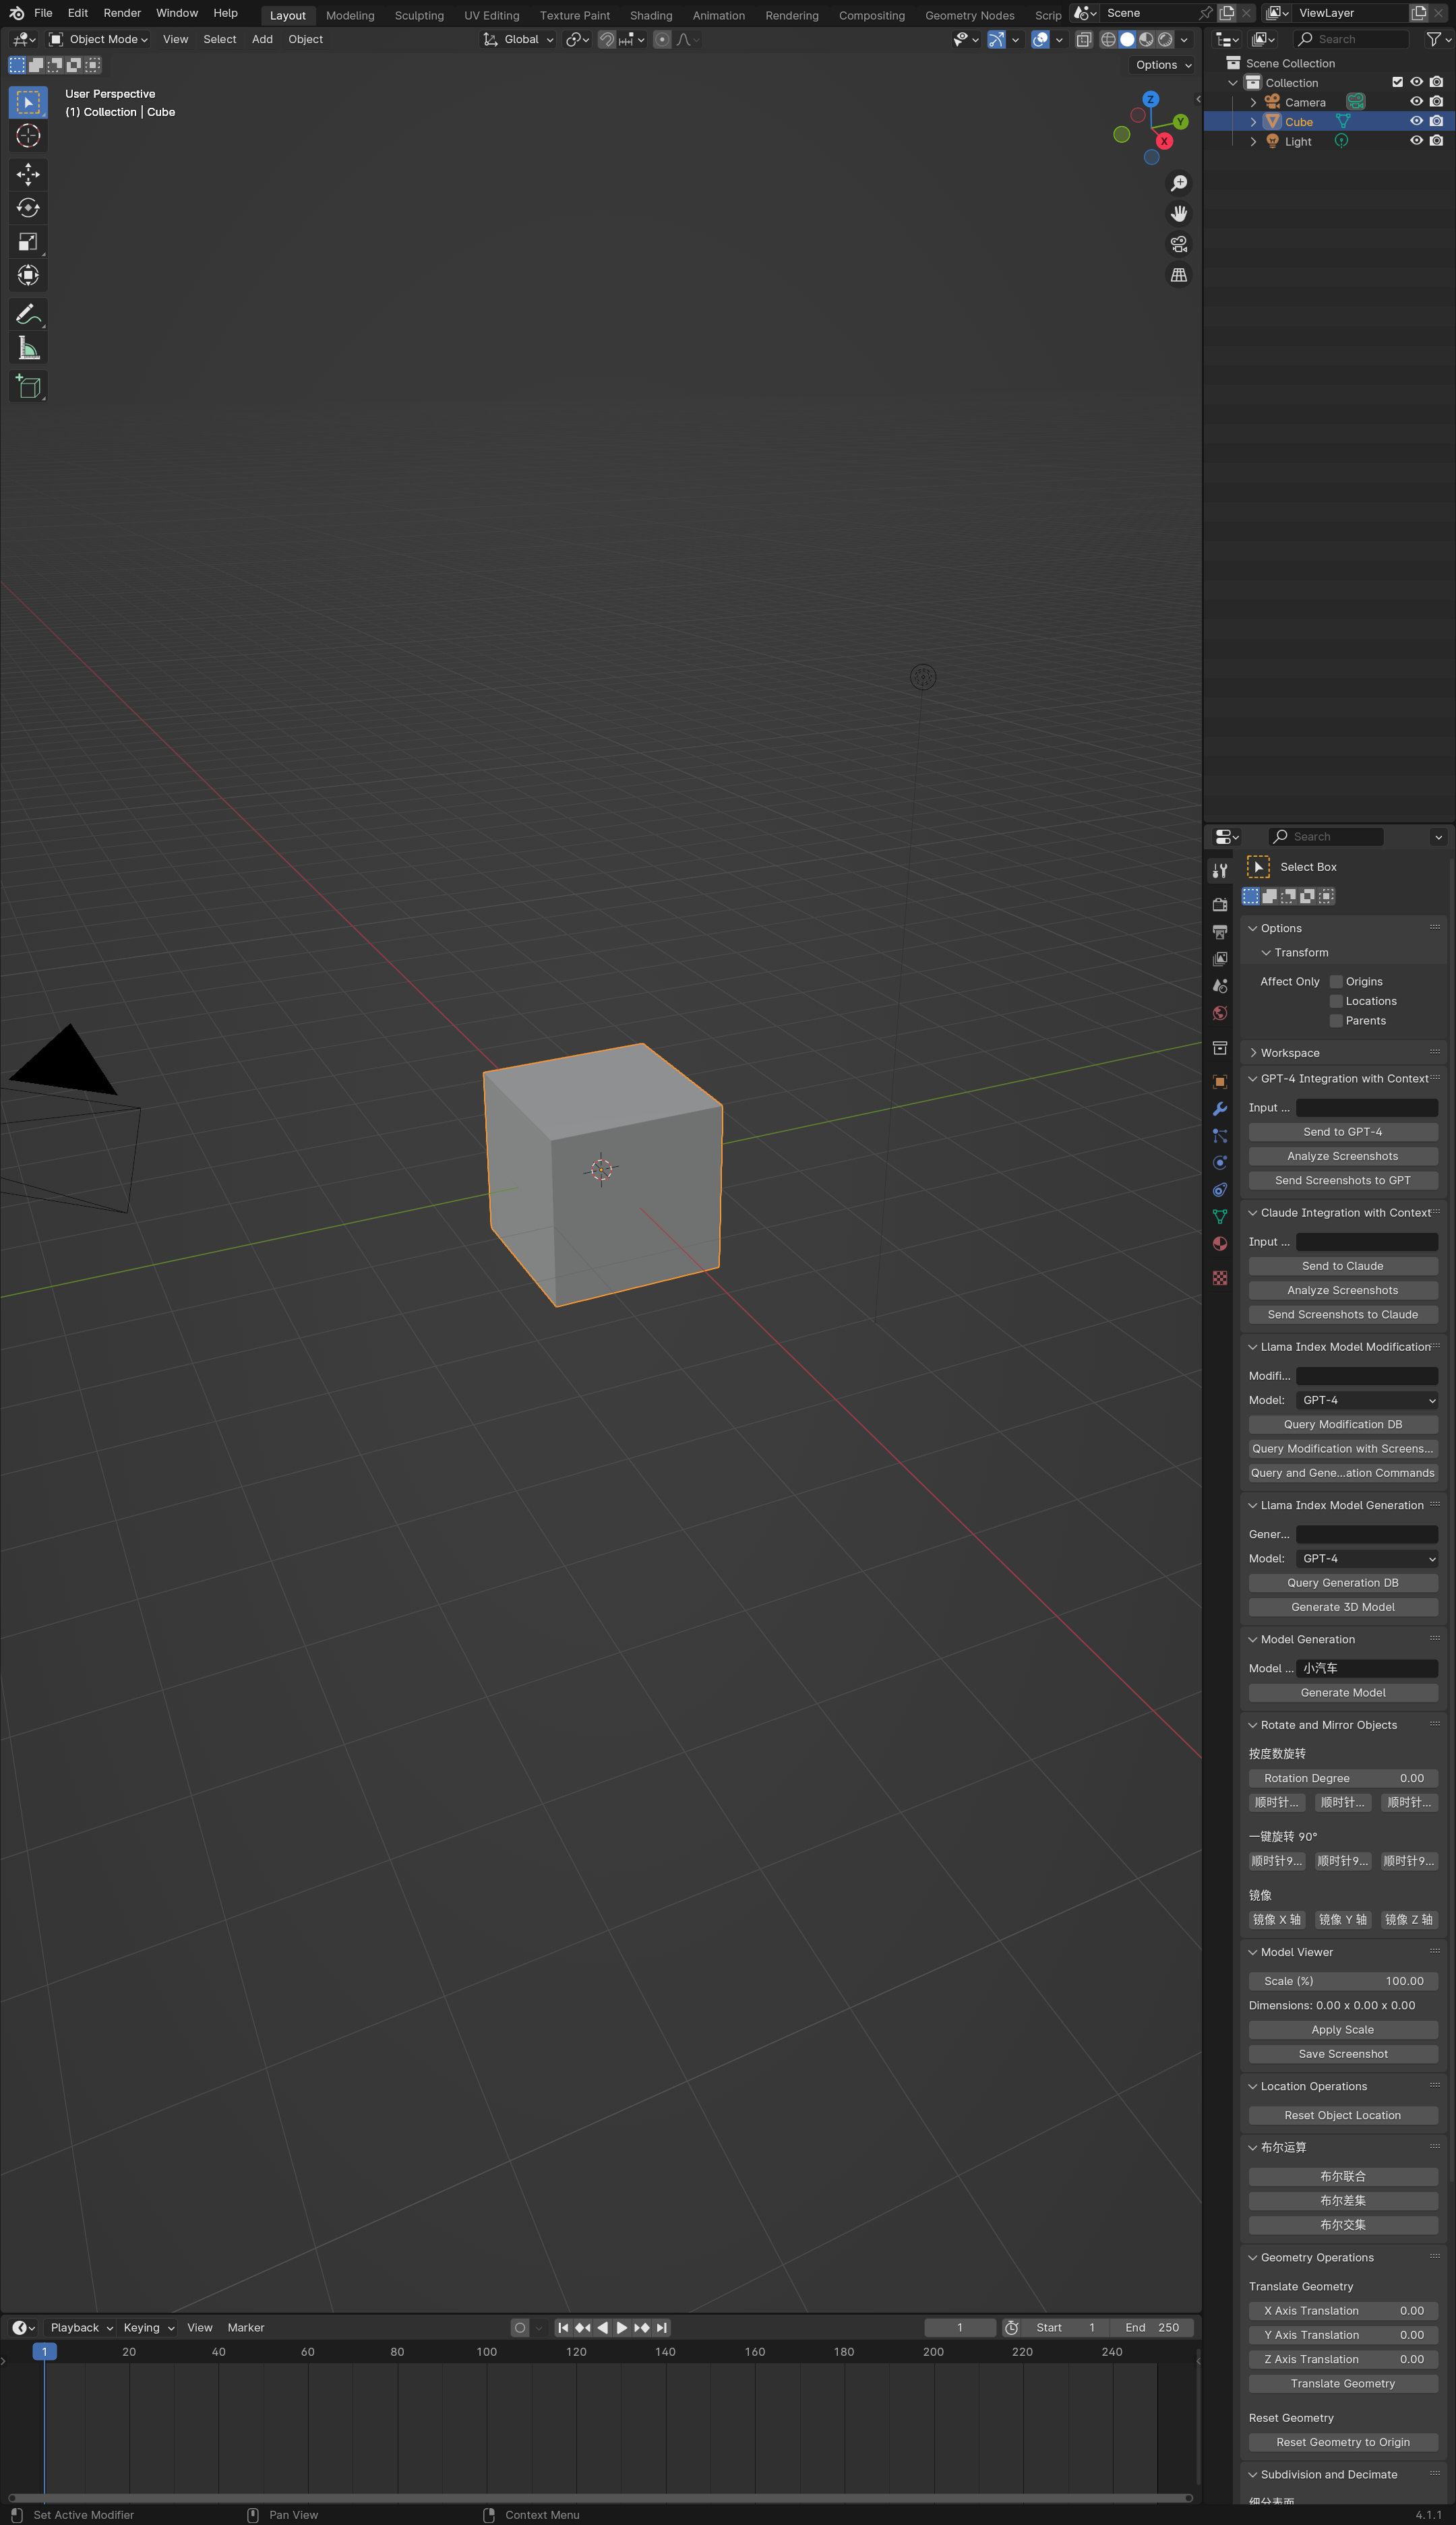 File Edit Render Window Help Layout Modeling Sculpting UV Editing Texture Paint Shading Animation Rendering Compositing Geometry Nodes Scrip Scene ViewLayer
Object Mode View Select Add Object Global Search
Options
User Perspective
(1) Collection | Cube
Z
Y
X
Scene Collection
Collection
Camera
Cube
Light
Search
Select Box
Options
Transform
Affect Only Origins
Locations
Parents
Workspace
GPT-4 Integration with Context
Input ...
Send to GPT-4
Analyze Screenshots
Send Screenshots to GPT
Claude Integration with Context
Input ...
Send to Claude
Analyze Screenshots
Send Screenshots to Claude
Llama Index Model Modification
Modifi...
Model: GPT-4
Query Modification DB
Query Modification with Screens...
Query and Gene...ation Commands
Llama Index Model Generation
Gener...
Model: GPT-4
Query Generation DB
Generate 3D Model
Model Generation
Model ... 小汽车
Generate Model
Rotate and Mirror Objects
按度数旋转
Rotation Degree 0.00
顺时针... 顺时针... 顺时针...
一键旋转 90°
顺时针9... 顺时针9... 顺时针9...
镜像
镜像 X 轴 镜像 Y 轴 镜像 Z 轴
Model Viewer
Scale (%) 100.00
Dimensions: 0.00 x 0.00 x 0.00
Apply Scale
Save Screenshot
Location Operations
Reset Object Location
布尔运算
布尔联合
布尔差集
布尔交集
Geometry Operations
Translate Geometry
X Axis Translation 0.00
Y Axis Translation 0.00
Z Axis Translation 0.00
Translate Geometry
Reset Geometry
Reset Geometry to Origin
Subdivision and Decimate
细分表面
Playback Keying View Marker 1 Start 1 End 250
1 20 40 60 80 100 120 140 160 180 200 220 240
Set Active Modifier Pan View Context Menu 4.1.1